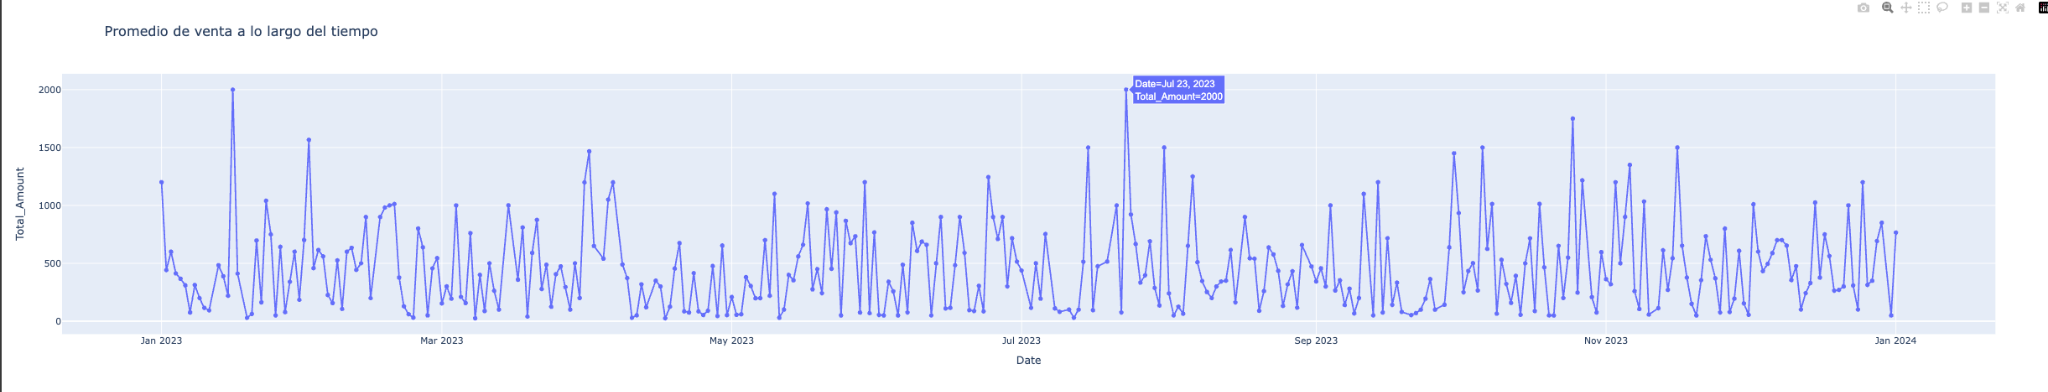 Promedio de venta a lo largo del tiempo
Date=Jul 23, 2023
Total_Amount=2000
2000
1500
1000
500
0
Total_Amount
Jan 2023
Mar 2023
May 2023
Jul 2023
Sep 2023
Nov 2023
Jan 2024
Date